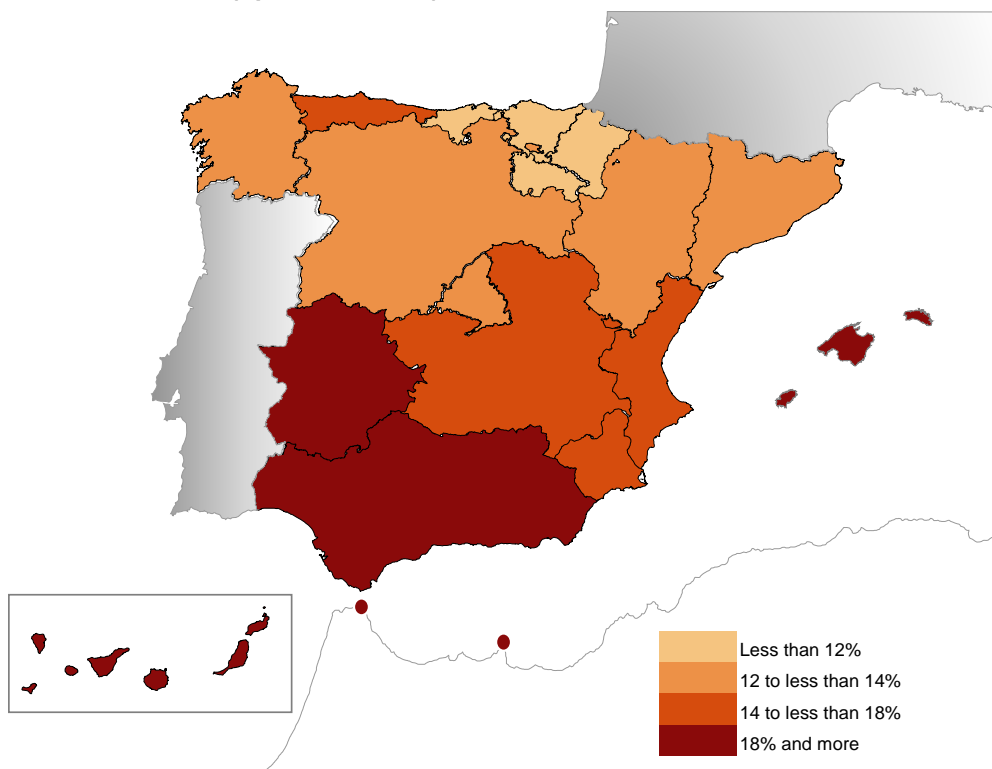 Less than 12%
12 to less than 14%
14 to less than 18%
18% and more